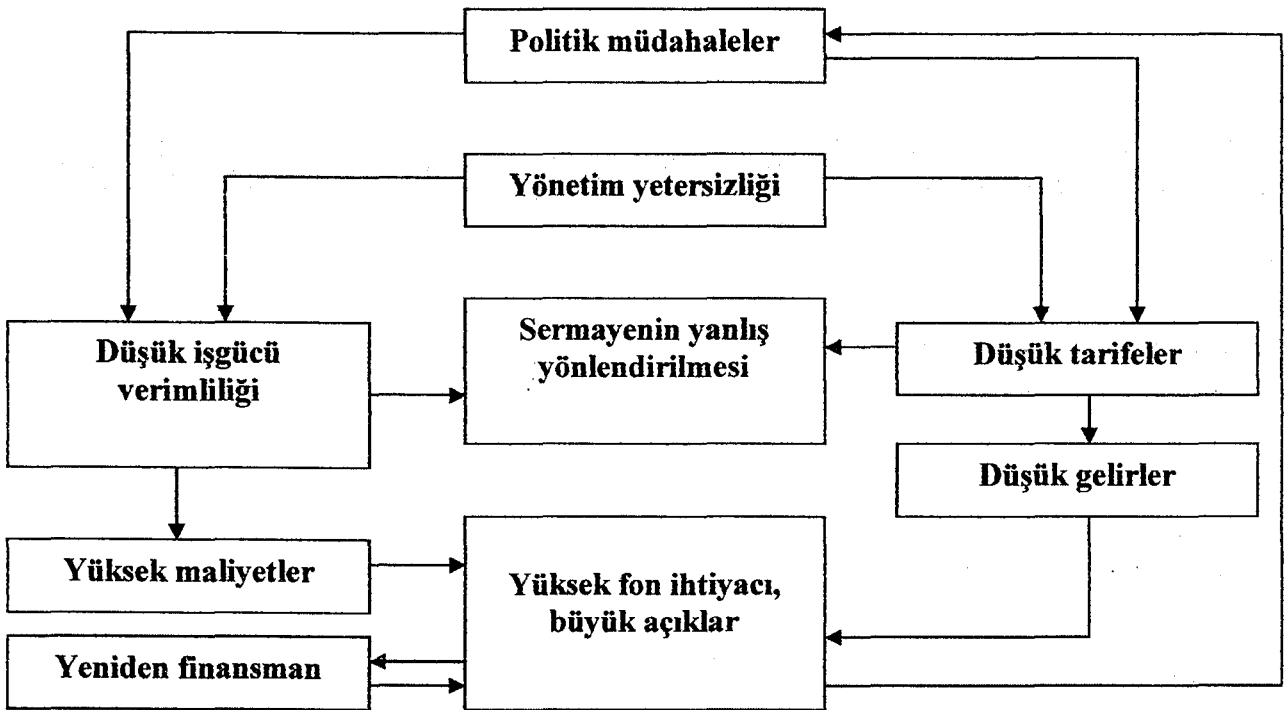 Politik müdahaleler
Yönetim yetersizliği
Düşük işgücü
verimliliği
Sermayenin yanlış
yönlendirilmesi
Düşük tarifeler
Düşük gelirler
Yüksek maliyetler
Yüksek fon ihtiyacı,
büyük açıklar
Yeniden finansman